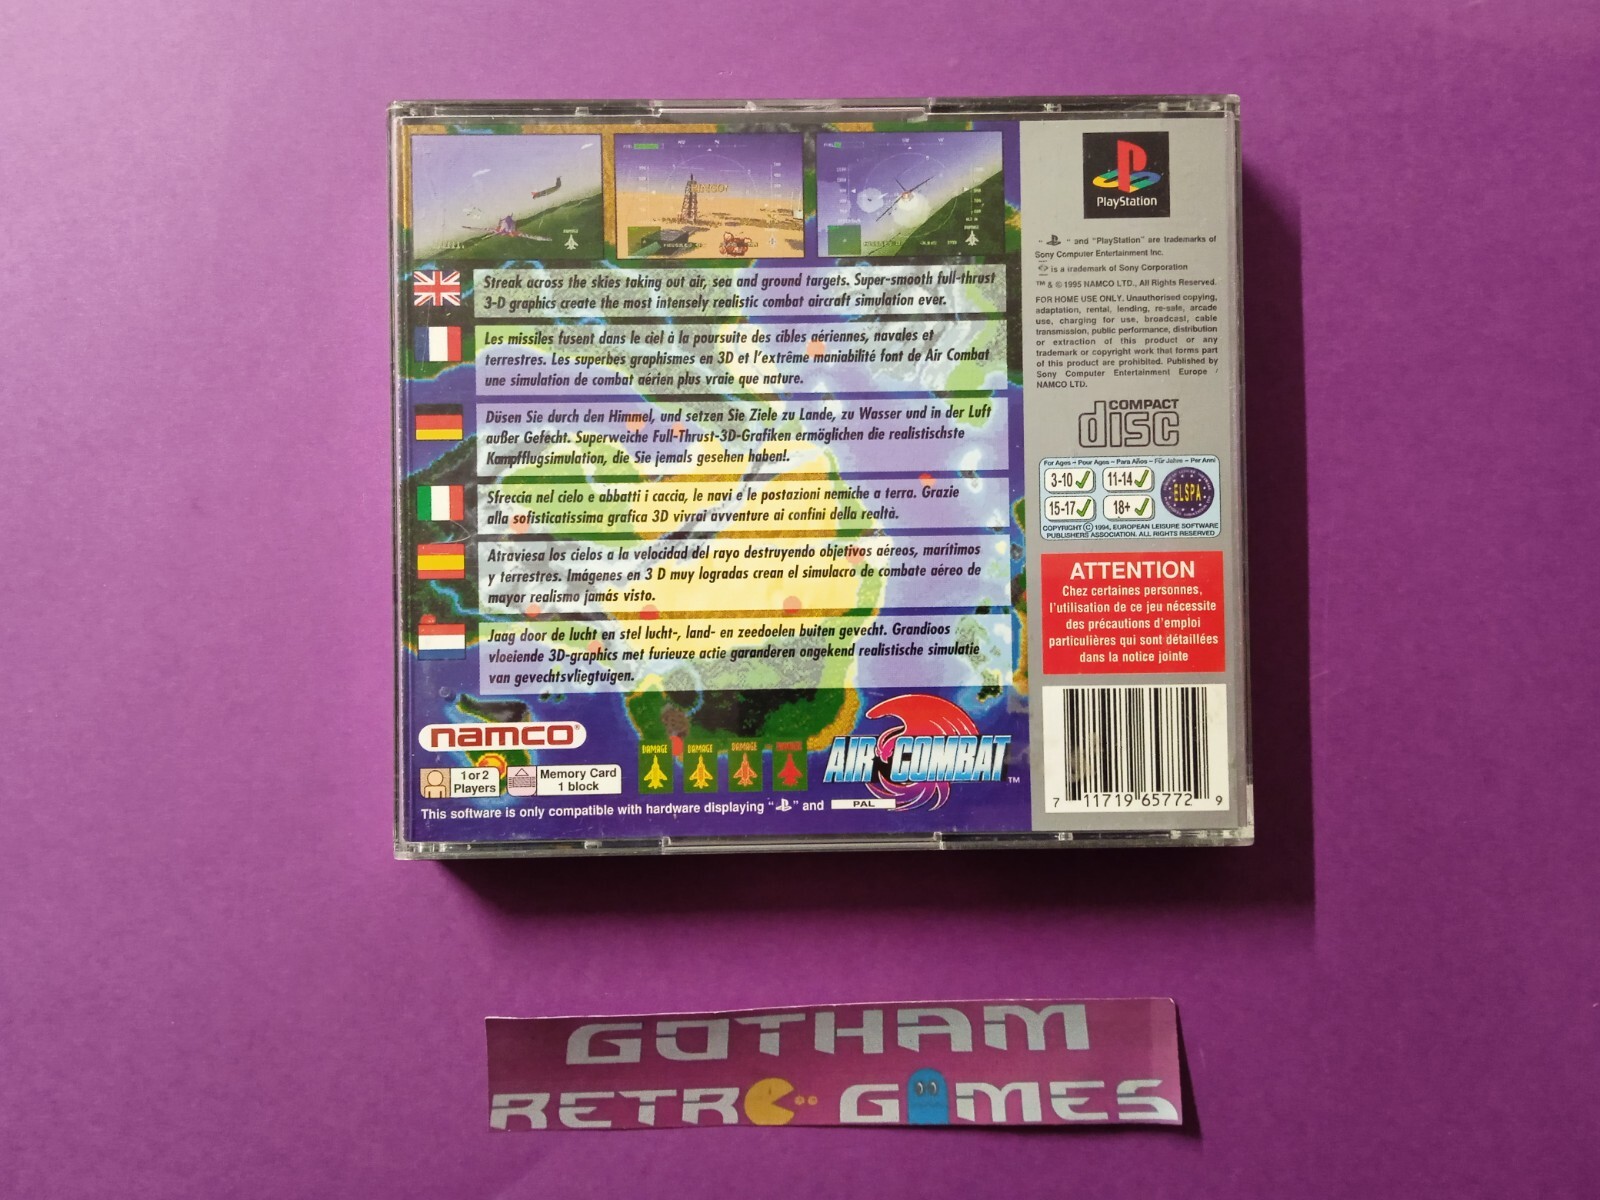 Streak across the skies taking out air, sea and ground targets. Super-smooth full-thrust
3-D graphics create the most intensely realistic combat aircraft simulation ever.
Les missiles fusent dans le ciel à la poursuite des cibles aériennes, navales et
terrestres. Les superbes graphismes en 3D et l'extrême maniabilité font de Air Combat
une simulation de combat aérien plus vraie que nature.
Düsen Sie durch den Himmel, und setzen Sie Ziele zu Lande, zu Wasser und in der Luft
außer Gefecht. Superweiche Full-Thrust-3D-Grafiken ermöglichen die realistischste
Kampfflugsimulation, die Sie jemals gesehen haben!.
Sfreccia nel cielo e abbatti i caccia, le navi e le postazioni nemiche a terra. Grazie
alla sofisticatissima grafica 3D vivrai avventure ai confini della realtà.
Atraviesa los cielos a la velocidad del rayo destruyendo objetivos aéreos, marítimos
y terrestres. Imágenes en 3 D muy logradas crean el simulacro de combate aéreo de
mayor realismo jamás visto.
Jaag door de lucht en stel lucht-, land- en zeedoelen buiten gevecht. Grandioos
vloeiende 3D-graphics met furieuze actie garanderen ongekend realistische simulatie
van gevechtsvliegtuigen.
namco®
1 or 2
Players
Memory Card
1 block
DAMAGE DAMAGE DAMAGE
AIR COMBAT™
This software is only compatible with hardware displaying " " and PAL
PlayStation
" " and "PlayStation" are trademarks of
Sony Computer Entertainment Inc.
is a trademark of Sony Corporation
™ & © 1995 NAMCO LTD., All Rights Reserved.
FOR HOME USE ONLY. Unauthorised copying,
adaptation, rental, lending, re-sale, arcade
use, charging for use, broadcast, cable
transmission, public performance, distribution
or extraction of this product or any
trademark or copyright work that forms part
of this product are prohibited. Published by
Sony Computer Entertainment Europe /
NAMCO LTD.
COMPACT
disc
For Ages – Pour Ages – Para Años – Für Jahre – Per Anni
3-10 11-14
15-17 18+
ELSPA
COPYRIGHT © 1994, EUROPEAN LEISURE SOFTWARE
PUBLISHERS ASSOCIATION. ALL RIGHTS RESERVED
ATTENTION
Chez certaines personnes,
l'utilisation de ce jeu nécessite
des précautions d'emploi
particulières qui sont détaillées
dans la notice jointe
7 11719 65772 9
GOTHAM
RETRO GAMES